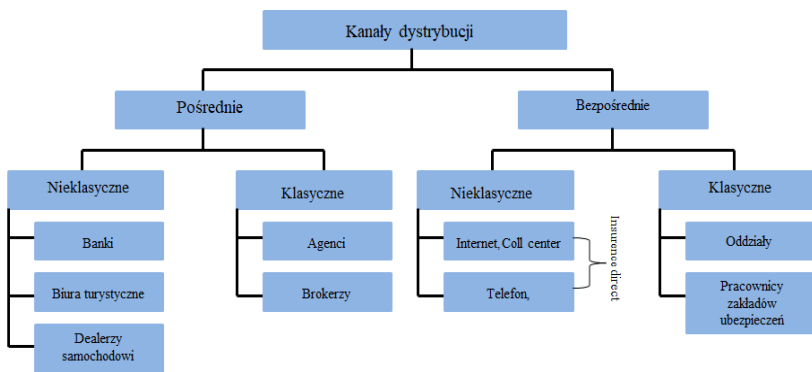 Kanały dystrybucji
Pośrednie
Bezpośrednie
Nieklasyczne
Klasyczne
Nieklasyczne
Klasyczne
Banki
Agenci
Internet, Coll center
Oddziały
Biura turystyczne
Brokerzy
Telefon,
Pracownicy
zakładów
ubezpieczeń
Dealerzy
samochodowi
Insurence direct